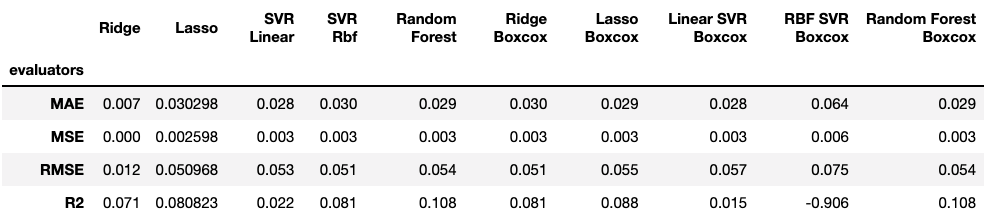 Ridge Lasso SVR Linear SVR Rbf Random Forest Ridge Boxcox Lasso Boxcox Linear SVR Boxcox RBF SVR Boxcox Random Forest Boxcox
evaluators
MAE 0.007 0.030298 0.028 0.030 0.029 0.030 0.029 0.028 0.064 0.029
MSE 0.000 0.002598 0.003 0.003 0.003 0.003 0.003 0.003 0.006 0.003
RMSE 0.012 0.050968 0.053 0.051 0.054 0.051 0.055 0.057 0.075 0.054
R2 0.071 0.080823 0.022 0.081 0.108 0.081 0.088 0.015 -0.906 0.108